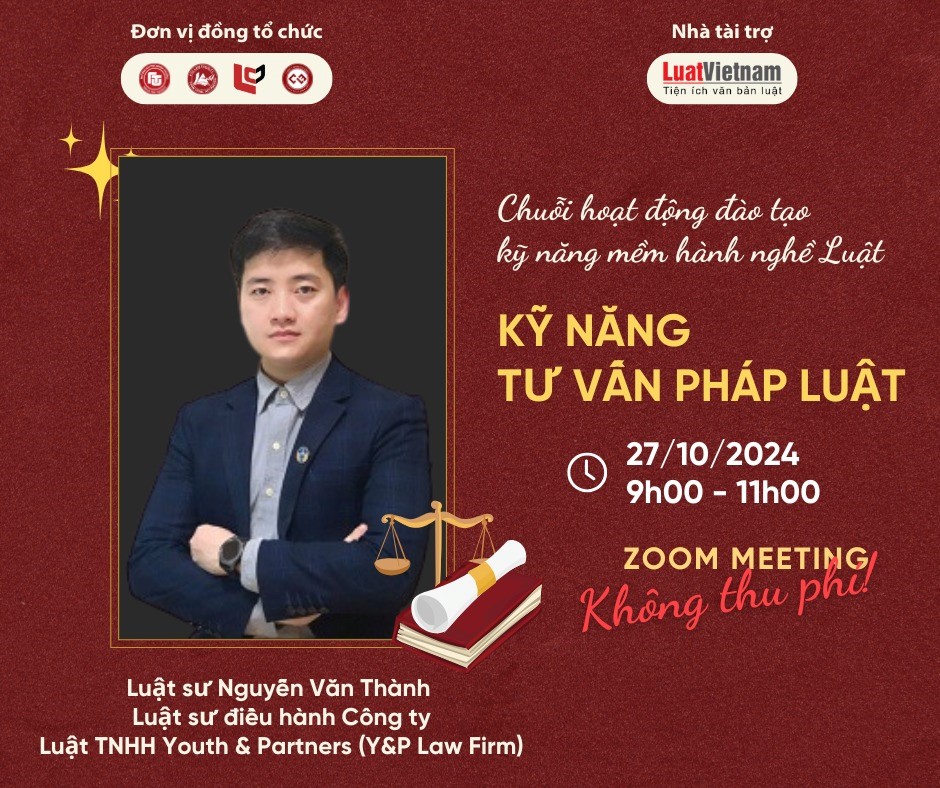 Đơn vị đồng tổ chức
Nhà tài trợ
LuatVietnam
Tiện ích văn bản luật
Chuỗi hoạt động đào tạo
kỹ năng mềm hành nghề Luật
KỸ NĂNG
TƯ VẤN PHÁP LUẬT
27/10/2024
9h00 - 11h00
ZOOM MEETING
Không thu phí!
Luật sư Nguyễn Văn Thành
Luật sư điều hành Công ty
Luật TNHH Youth & Partners (Y&P Law Firm)